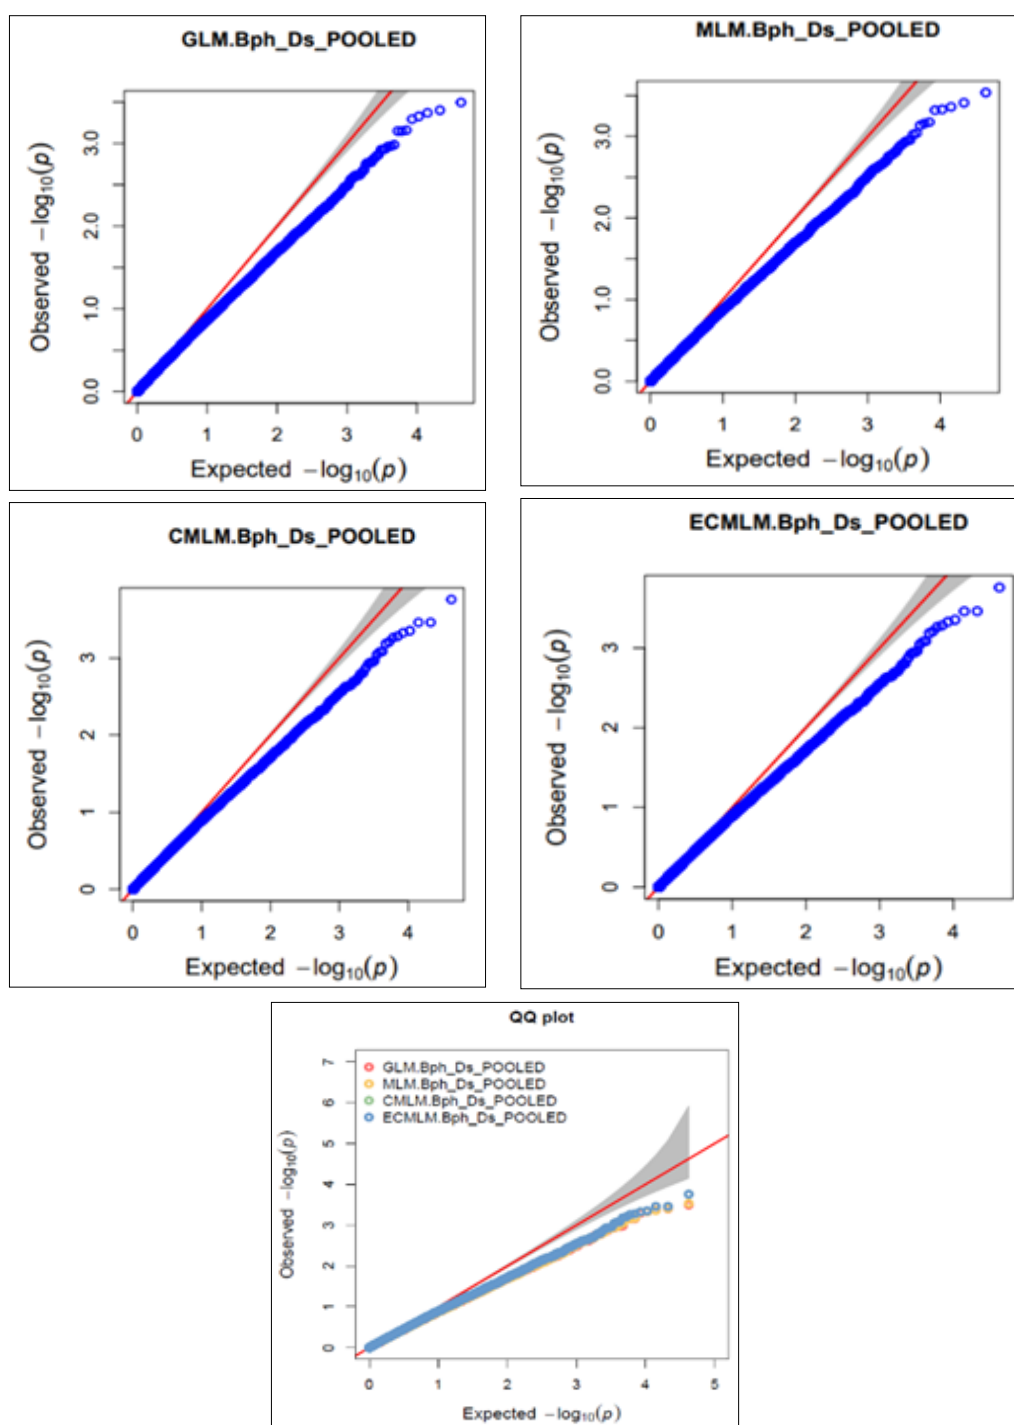 GLM.Bph_Ds_POOLED
Observed −log10(p)
3.0
2.0
1.0
0.0
0 1 2 3 4
Expected −log10(p)
MLM.Bph_Ds_POOLED
Observed −log10(p)
3.0
2.0
1.0
0.0
0 1 2 3 4
Expected −log10(p)
CMLM.Bph_Ds_POOLED
Observed −log10(p)
3
2
1
0
0 1 2 3 4
Expected −log10(p)
ECMLM.Bph_Ds_POOLED
Observed −log10(p)
3
2
1
0
0 1 2 3 4
Expected −log10(p)
QQ plot
GLM.Bph_Ds_POOLED
MLM.Bph_Ds_POOLED
CMLM.Bph_Ds_POOLED
ECMLM.Bph_Ds_POOLED
Observed −log10(p)
7
6
5
4
3
2
1
0
0 1 2 3 4 5
Expected −log10(p)